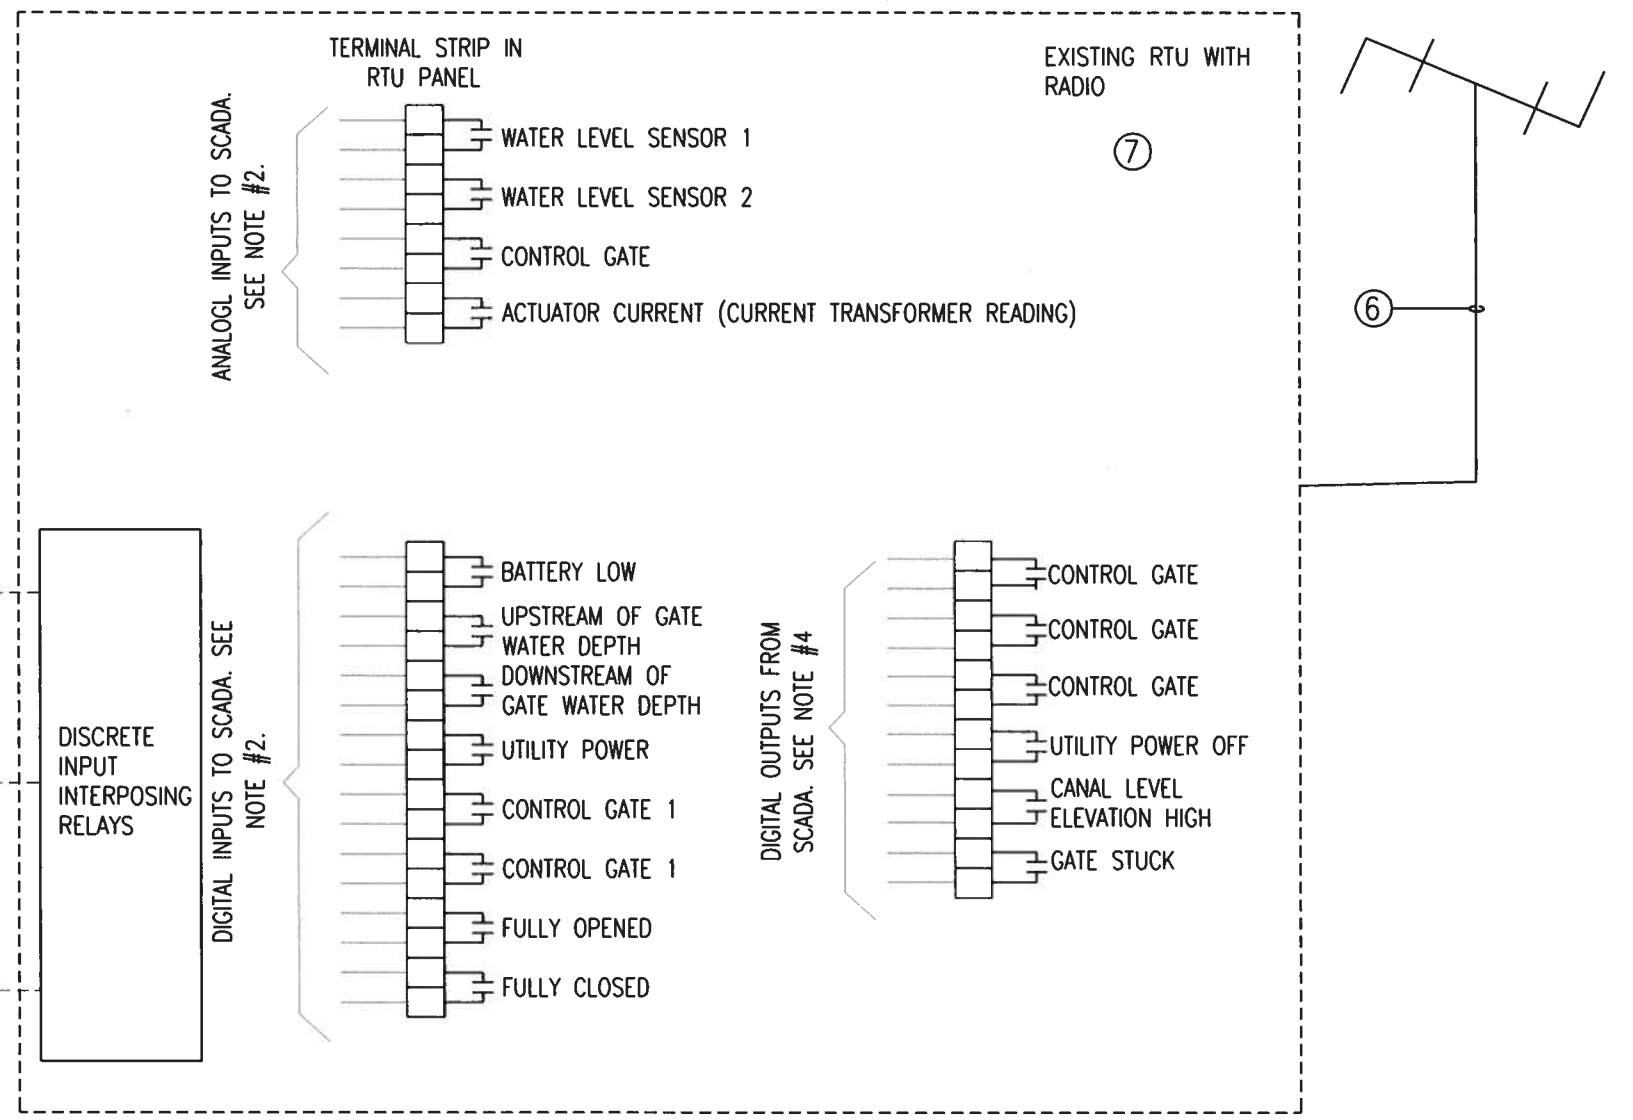 TERMINAL STRIP IN
RTU PANEL
EXISTING RTU WITH
RADIO
7
6
ANALOGL INPUTS TO SCADA.
SEE NOTE #2.
WATER LEVEL SENSOR 1
WATER LEVEL SENSOR 2
CONTROL GATE
ACTUATOR CURRENT (CURRENT TRANSFORMER READING)
DISCRETE
INPUT
INTERPOSING
RELAYS
DIGITAL INPUTS TO SCADA. SEE
NOTE #2.
BATTERY LOW
UPSTREAM OF GATE
WATER DEPTH
DOWNSTREAM OF
GATE WATER DEPTH
UTILITY POWER
CONTROL GATE 1
CONTROL GATE 1
FULLY OPENED
FULLY CLOSED
DIGITAL OUTPUTS FROM
SCADA. SEE NOTE #4
CONTROL GATE
CONTROL GATE
CONTROL GATE
UTILITY POWER OFF
CANAL LEVEL
ELEVATION HIGH
GATE STUCK